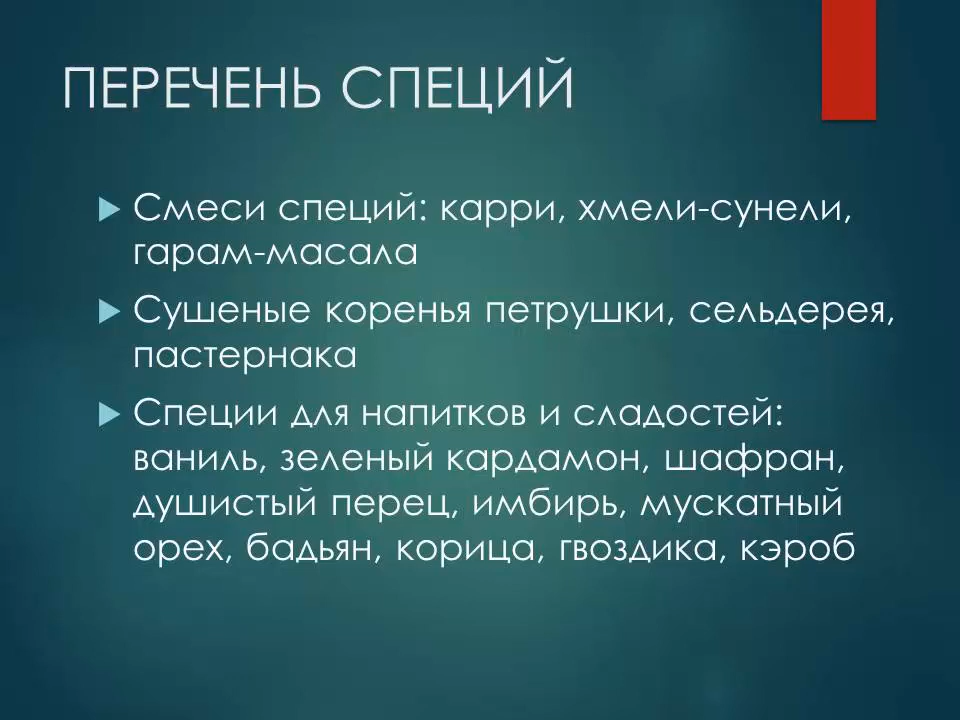 ПЕРЕЧЕНЬ СПЕЦИЙ
Смеси специй: карри, хмели-сунели,
гарам-масала
Сушеные коренья петрушки, сельдерея,
пастернака
Специи для напитков и сладостей:
ваниль, зеленый кардамон, шафран,
душистый перец, имбирь, мускатный
орех, бадьян, корица, гвоздика, кэроб